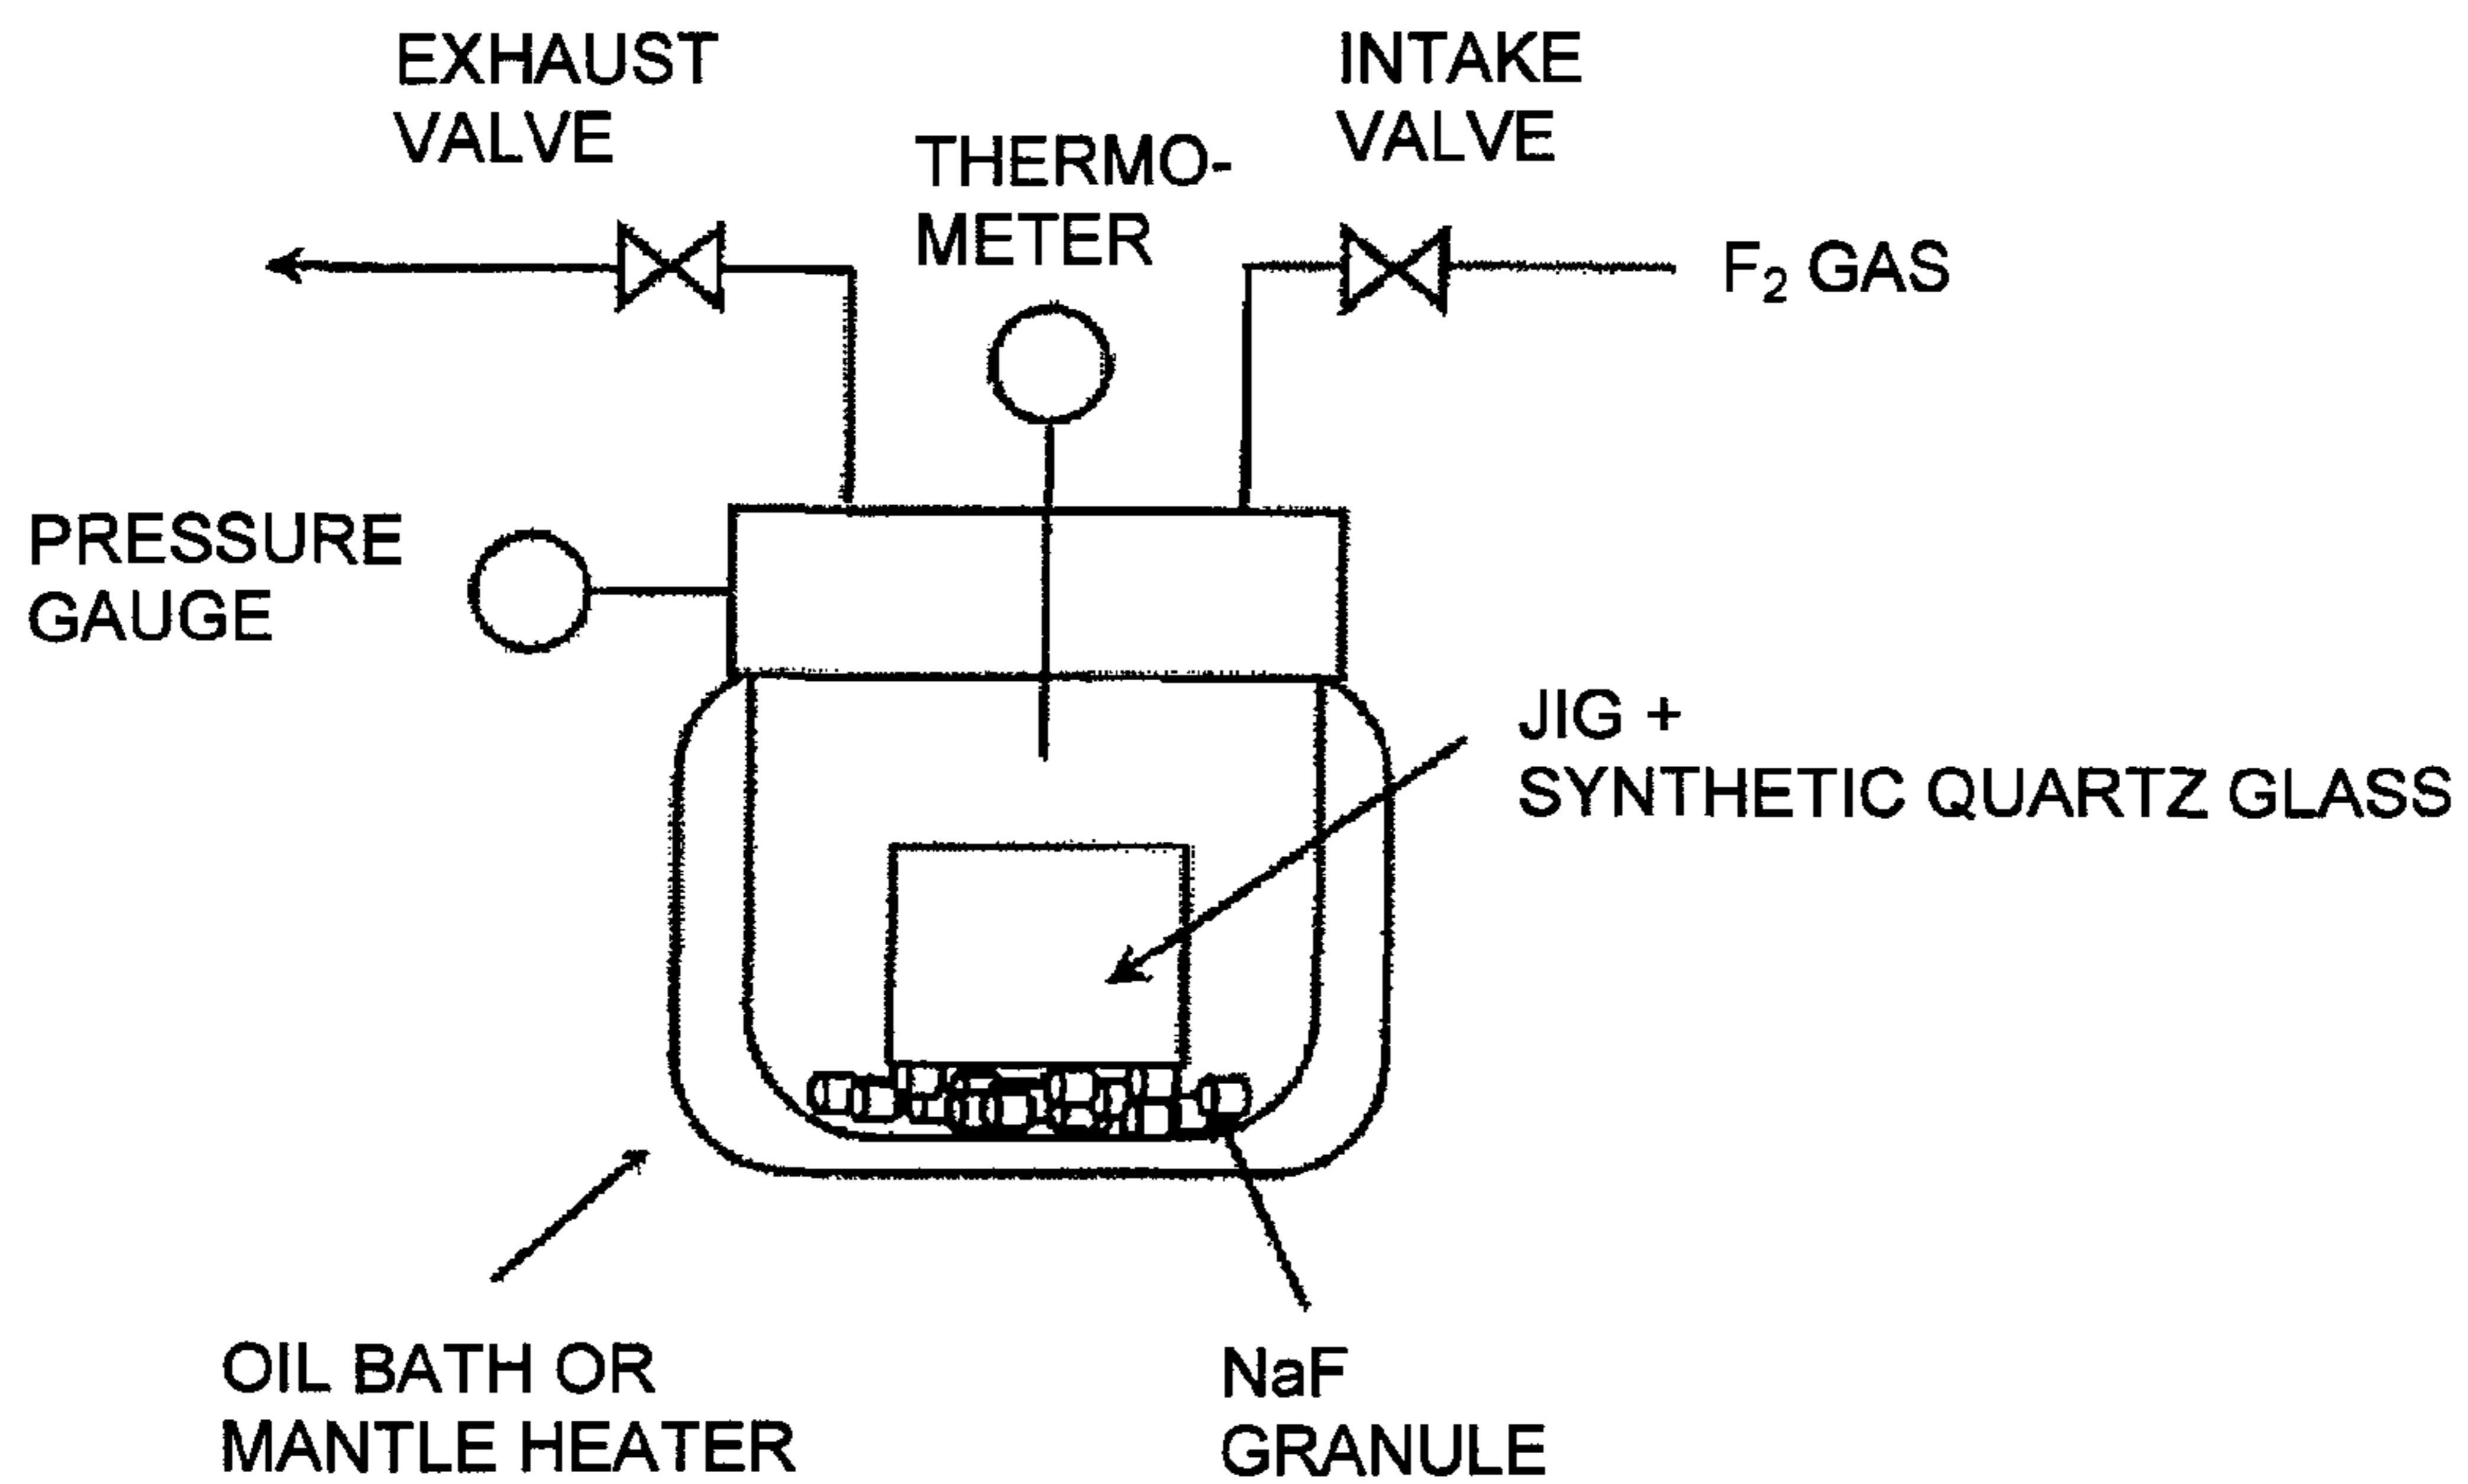 EXHAUST
VALVE
INTAKE
VALVE
THERMO-
METER
F₂ GAS
PRESSURE
GAUGE
JIG +
SYNTHETIC QUARTZ GLASS
OIL BATH OR
MANTLE HEATER
NaF
GRANULE